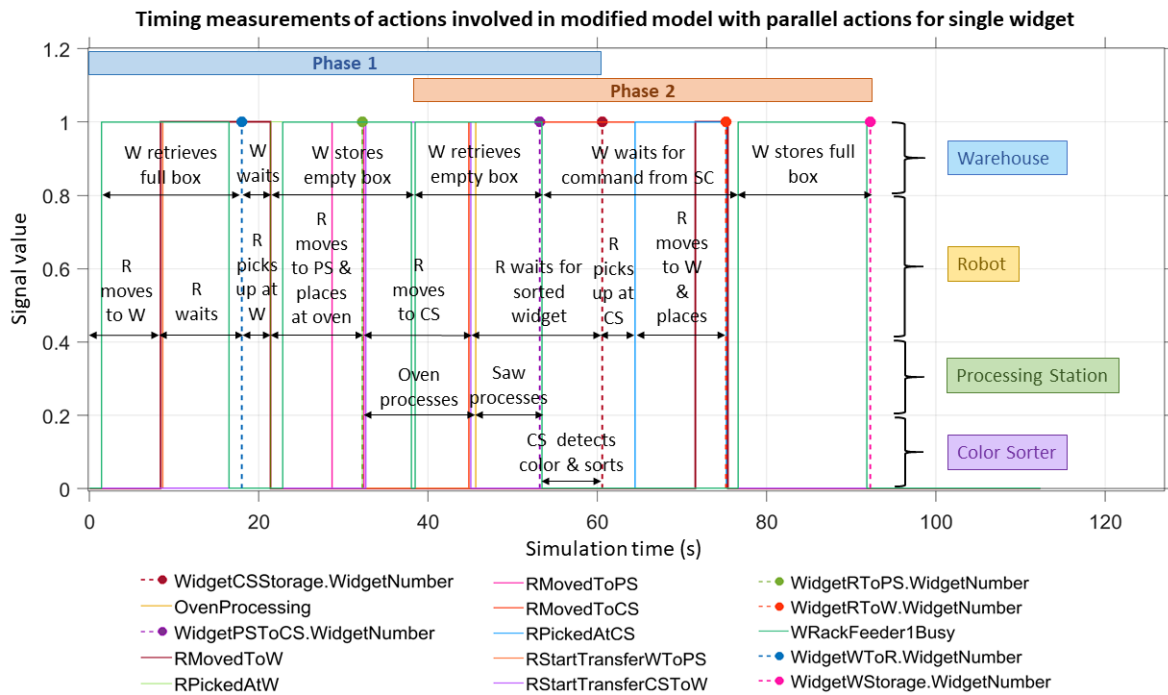 Timing measurements of actions involved in modified model with parallel actions for single widget
Signal value
1.2
1
0.8
0.6
0.4
0.2
0
Phase 1
Phase 2
W retrieves
full box
W
waits
W stores
empty box
W retrieves
empty box
W waits for
command from SC
W stores full
box
Warehouse
R
moves
to W
R
waits
R
picks
up at
W
R
moves
to PS &
places
at oven
R
moves
to CS
R waits for
sorted
widget
R
picks
up at
CS
R
moves
to W
&
places
Robot
Oven
processes
Saw
processes
Processing Station
CS detects
color & sorts
Color Sorter
0 20 40 60 80 100 120
Simulation time (s)
WidgetCSStorage.WidgetNumber
OvenProcessing
WidgetPSToCS.WidgetNumber
RMovedToW
RPickedAtW
RMovedToPS
RMovedToCS
RPickedAtCS
RStartTransferWToPS
RStartTransferCSToW
WidgetRToPS.WidgetNumber
WidgetRToW.WidgetNumber
WRackFeeder1Busy
WidgetWToR.WidgetNumber
WidgetWStorage.WidgetNumber